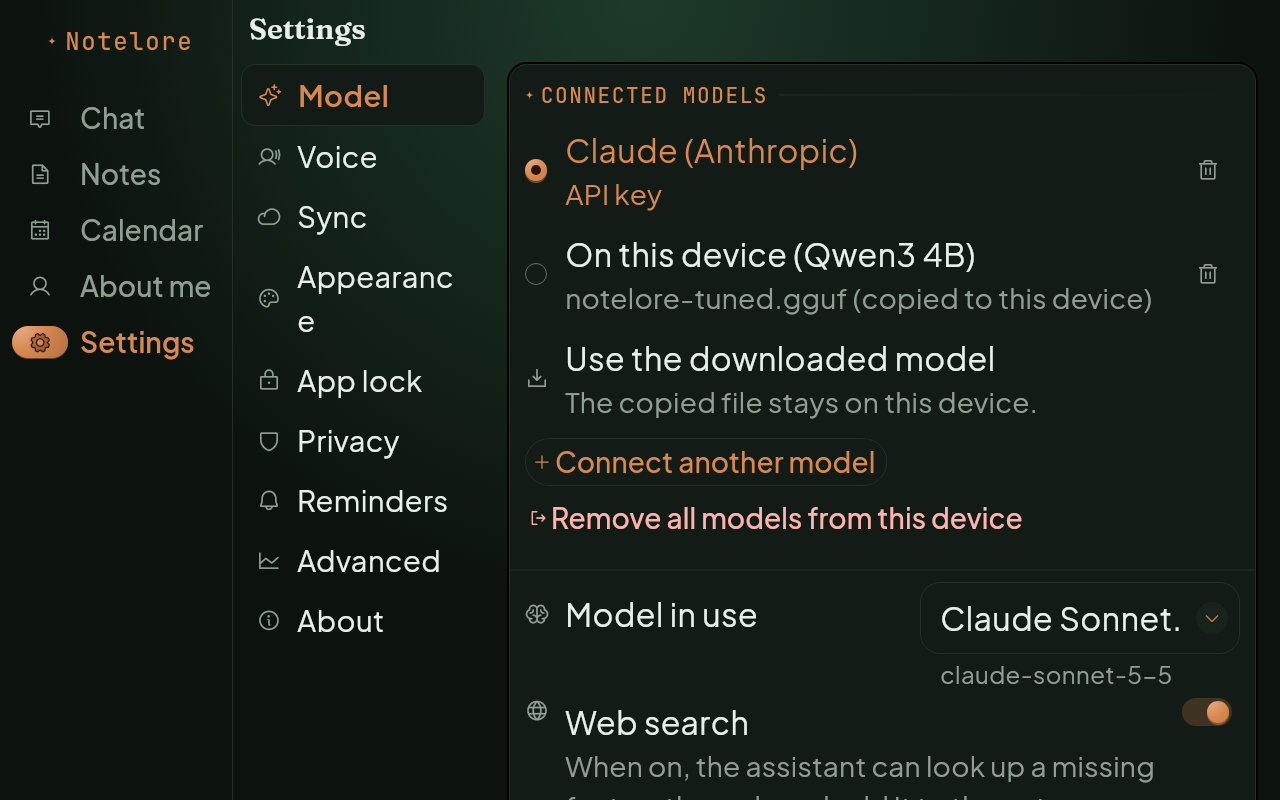 Notelore
Chat
Notes
Calendar
About me
Settings
Settings
Model
Voice
Sync
Appearanc
e
App lock
Privacy
Reminders
Advanced
About
CONNECTED MODELS
Claude (Anthropic)
API key
On this device (Qwen3 4B)
notelore-tuned.gguf (copied to this device)
Use the downloaded model
The copied file stays on this device.
+ Connect another model
Remove all models from this device
Model in use
Claude Sonnet.
claude-sonnet-5-5
Web search
When on, the assistant can look up a missing